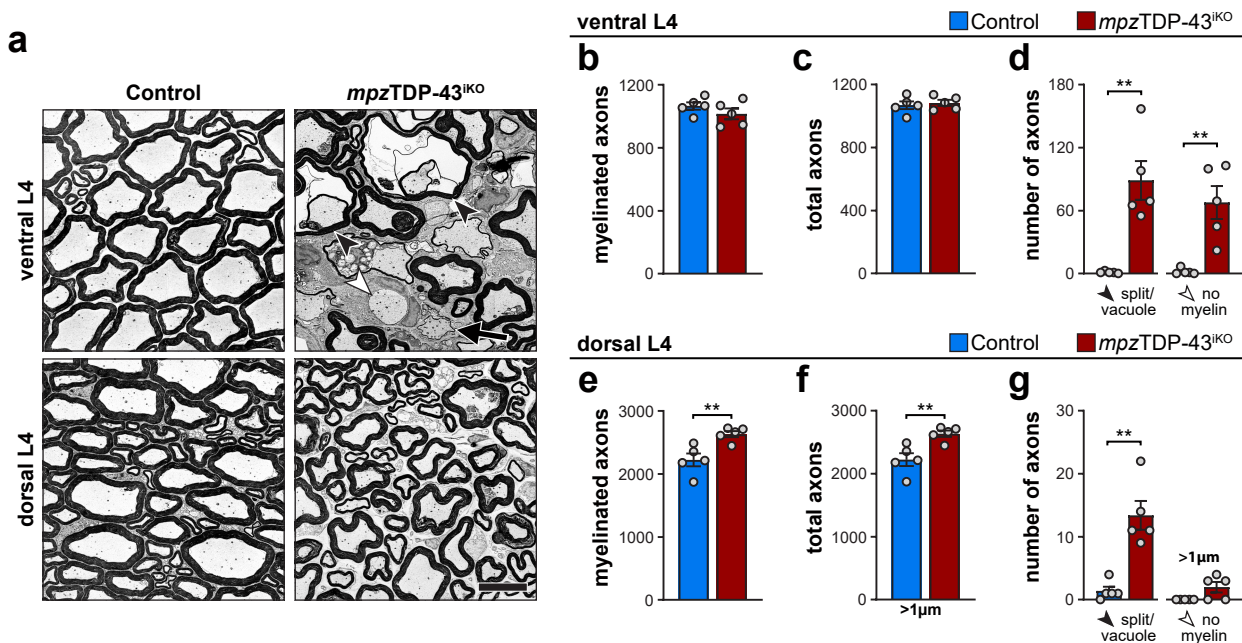 a
Control
mpzTDP-43iKO
ventral L4
dorsal L4
ventral L4
Control
mpzTDP-43iKO
b
myelinated axons
1200
800
400
0
c
total axons
1200
800
400
0
d
number of axons
180
120
60
0
**
**
split/
vacuole
no
myelin
dorsal L4
Control
mpzTDP-43iKO
e
myelinated axons
3000
2000
1000
0
**
f
total axons
3000
2000
1000
0
**
>1µm
g
number of axons
30
20
10
0
**
>1µm
split/
vacuole
no
myelin